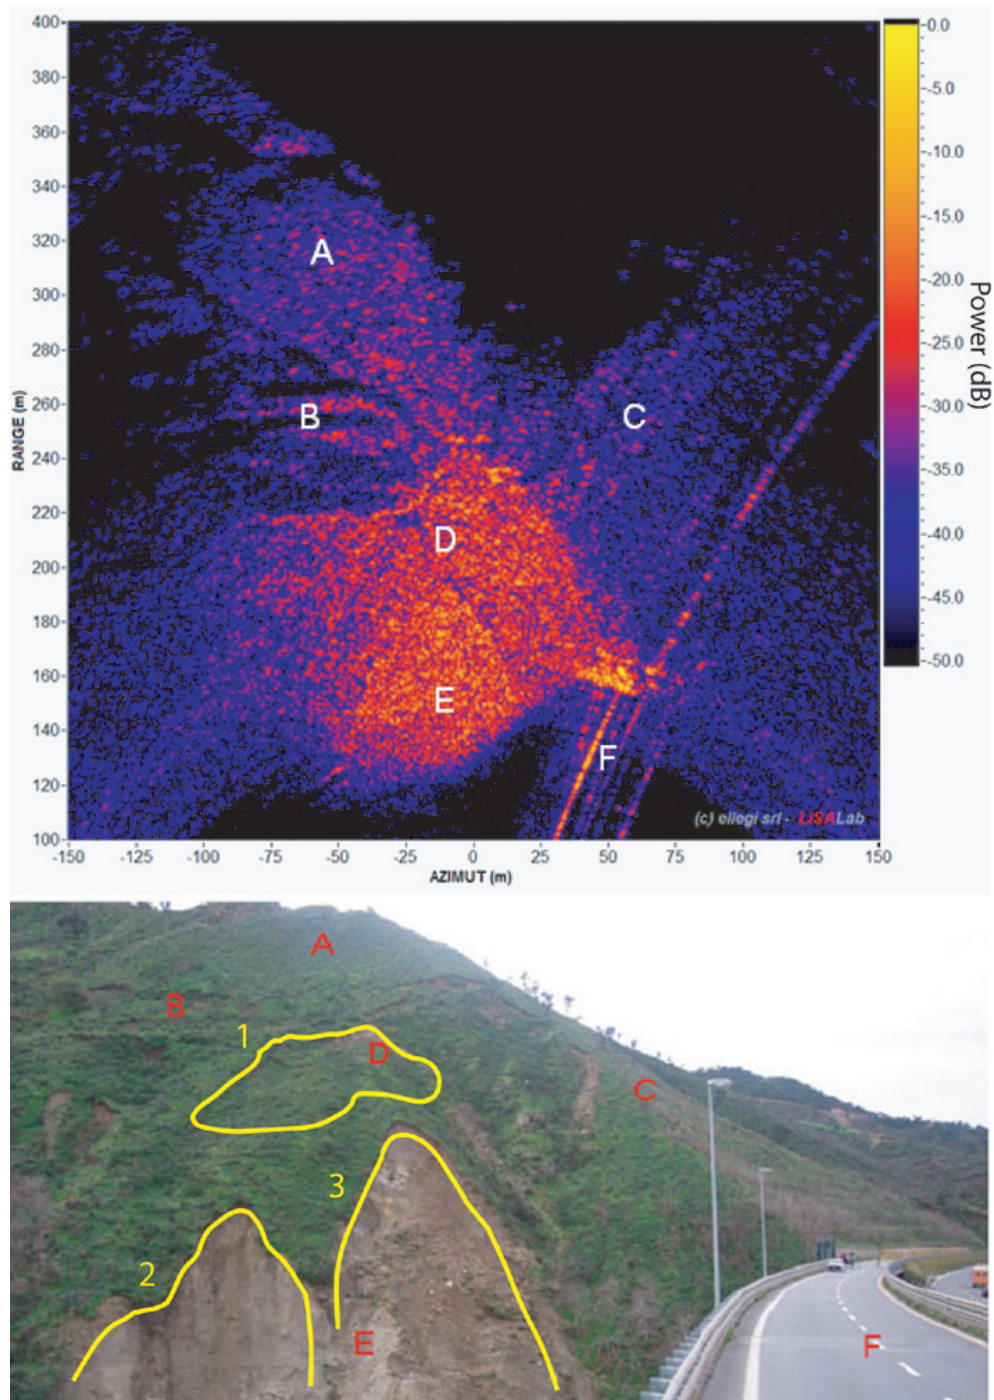 400
380
360
340
320
300
280
260
240
220
200
180
160
140
120
100
RANGE (m)
-150 -125 -100 -75 -50 -25 0 25 50 75 100 125 150
AZIMUT (m)
A
B
C
D
E
F
(c) ellegi srl - LiSALab
0.0
-5.0
-10.0
-15.0
-20.0
-25.0
-30.0
-35.0
-40.0
-45.0
-50.0
Power (dB)
A
B
1
D
C
3
2
E
F